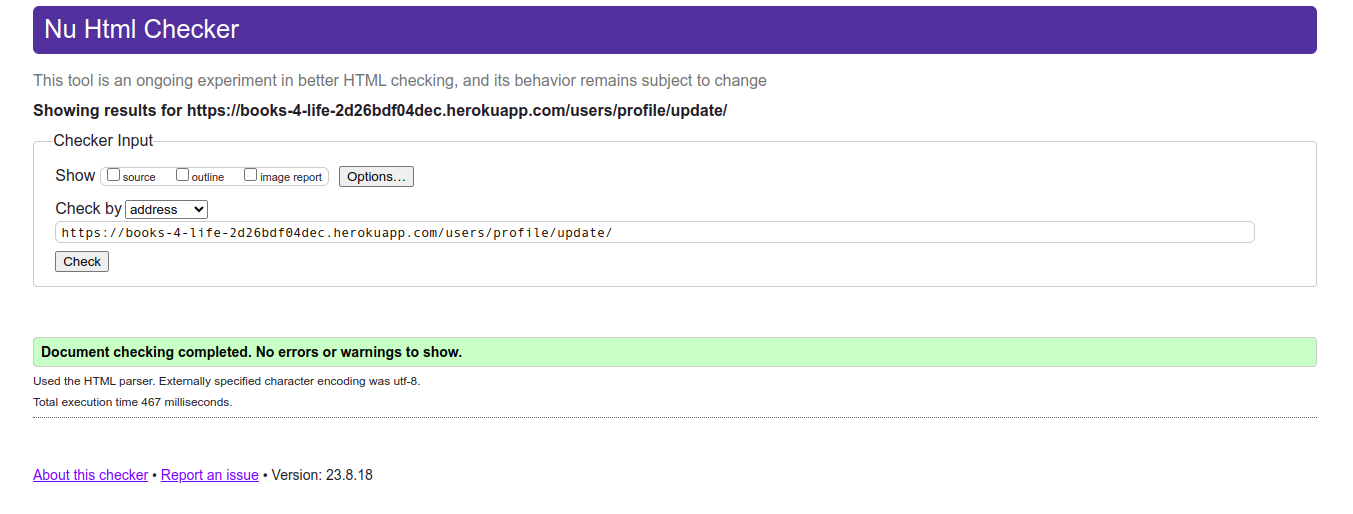 Nu Html Checker
This tool is an ongoing experiment in better HTML checking, and its behavior remains subject to change
Showing results for https://books-4-life-2d26bdf04dec.herokuapp.com/users/profile/update/
Checker Input
Show source outline image report Options...
Check by address
https://books-4-life-2d26bdf04dec.herokuapp.com/users/profile/update/
Check
Document checking completed. No errors or warnings to show.
Used the HTML parser. Externally specified character encoding was utf-8.
Total execution time 467 milliseconds.
About this checker • Report an issue • Version: 23.8.18